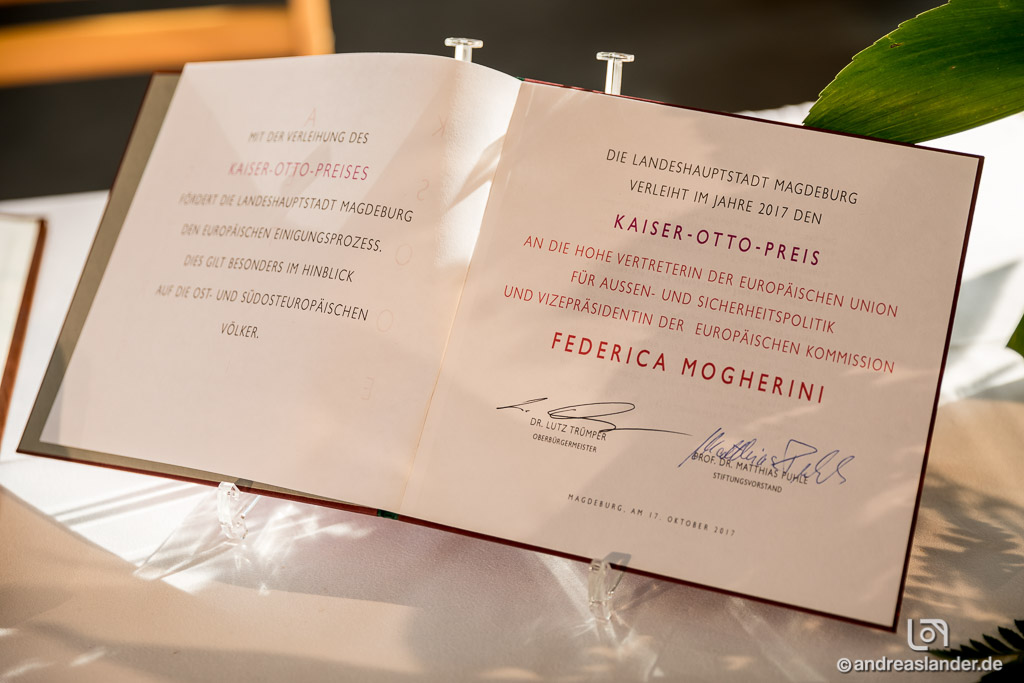 MIT DER VERLEIHUNG DES
KAISER-OTTO-PREISES
FÖRDERT DIE LANDESHAUPTSTADT MAGDEBURG
DEN EUROPÄISCHEN EINIGUNGSPROZESS.
DIES GILT BESONDERS IM HINBLICK
AUF DIE OST- UND SÜDOSTEUROPÄISCHEN
VÖLKER.
DIE LANDESHAUPTSTADT MAGDEBURG
VERLEIHT IM JAHRE 2017 DEN
KAISER-OTTO-PREIS
AN DIE HOHE VERTRETERIN DER EUROPÄISCHEN UNION
FÜR AUSSEN- UND SICHERHEITSPOLITIK
UND VIZEPRÄSIDENTIN DER EUROPÄISCHEN KOMMISSION
FEDERICA MOGHERINI
DR. LUTZ TRÜMPER
OBERBÜRGERMEISTER
Matthias Puhle
PROF. DR. MATTHIAS PUHLE
STIFTUNGSVORSTAND
MAGDEBURG, AM 17. OKTOBER 2017
©andreaslander.de